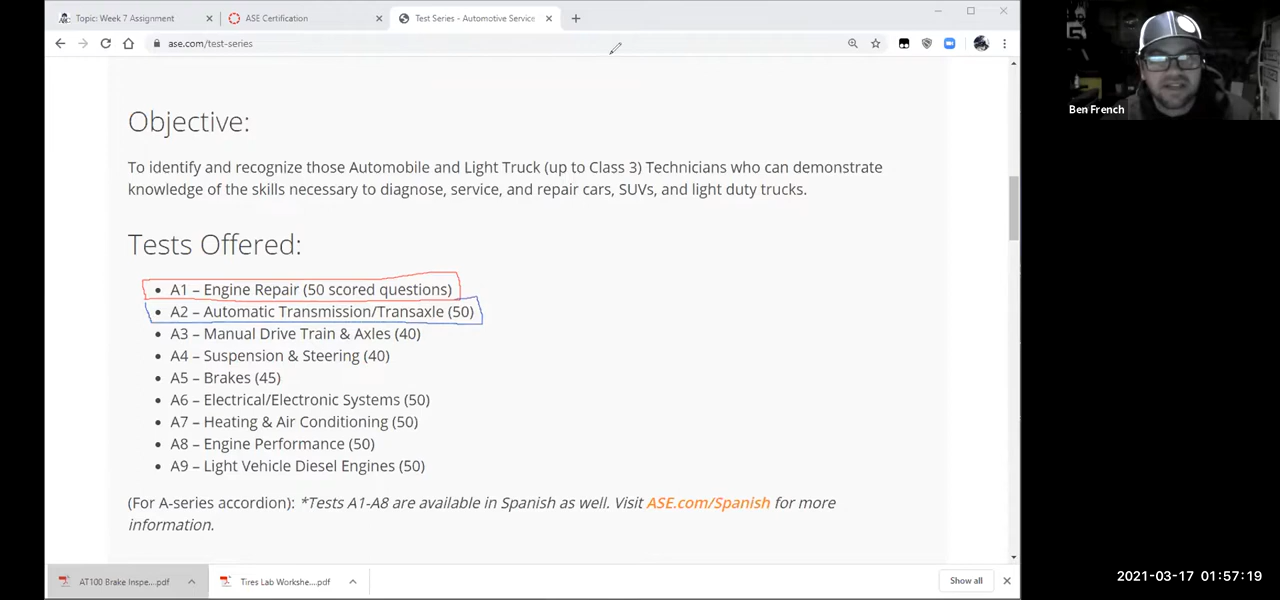 Topic: Week 7 Assignment
ASE Certification
Test Series - Automotive Service
ase.com/test-series
Ben French
Objective:
To identify and recognize those Automobile and Light Truck (up to Class 3) Technicians who can demonstrate
knowledge of the skills necessary to diagnose, service, and repair cars, SUVs, and light duty trucks.
Tests Offered:
• A1 – Engine Repair (50 scored questions)
• A2 – Automatic Transmission/Transaxle (50)
• A3 – Manual Drive Train & Axles (40)
• A4 – Suspension & Steering (40)
• A5 – Brakes (45)
• A6 – Electrical/Electronic Systems (50)
• A7 – Heating & Air Conditioning (50)
• A8 – Engine Performance (50)
• A9 – Light Vehicle Diesel Engines (50)
(For A-series accordion): *Tests A1-A8 are available in Spanish as well. Visit ASE.com/Spanish for more
information.
AT100 Brake Inspe....pdf
Tires Lab Workshe....pdf
Show all
2021-03-17 01:57:19